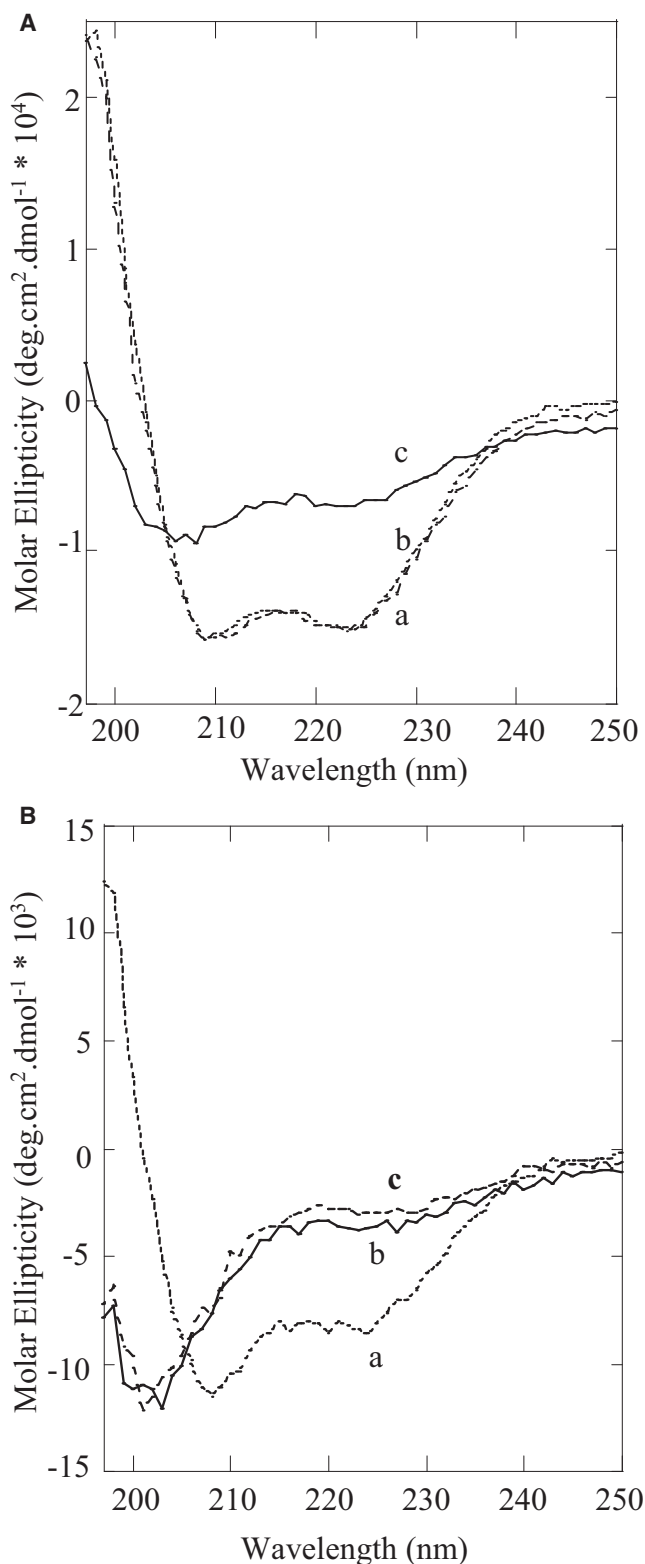 A
Molar Ellipticity (deg.cm².dmol⁻¹ * 10⁴)
2
1
0
-1
-2
c
b
a
200 210 220 230 240 250
Wavelength (nm)
B
Molar Ellipticity (deg.cm².dmol⁻¹ * 10³)
15
10
5
0
-5
-10
-15
c
b
a
200 210 220 230 240 250
Wavelength (nm)